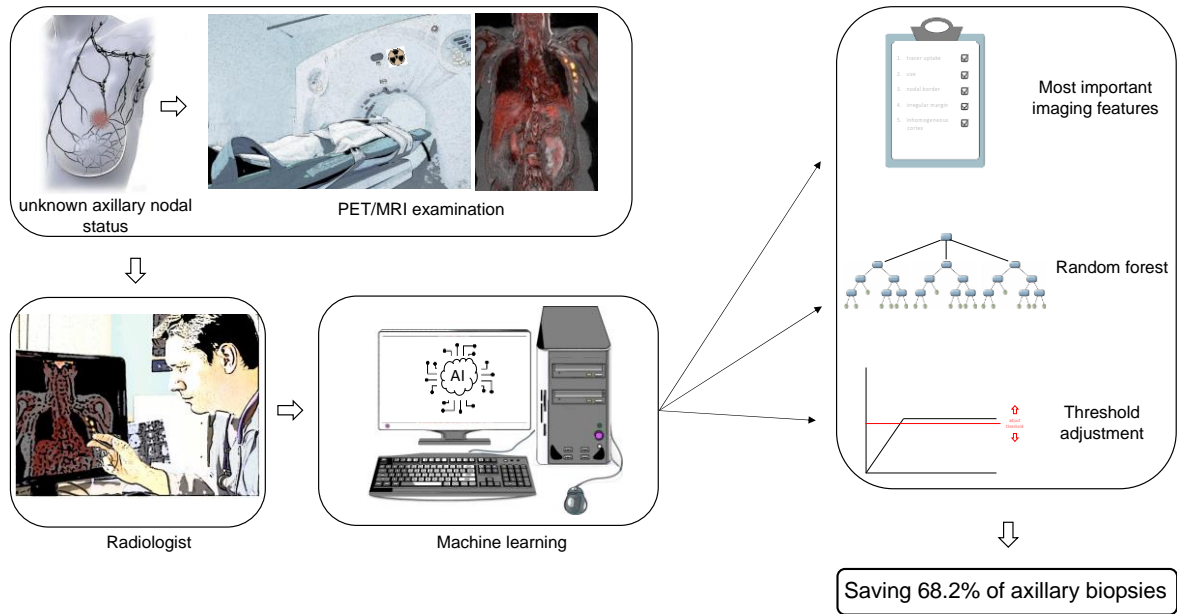 unknown axillary nodal
status
PET/MRI examination
Radiologist
AI
Machine learning
1. tracer uptake
2. size
3. nodal border
4. irregular margin
5. Inhomogeneous
cortex
Most important
imaging features
Random forest
adjust
threshold
Threshold
adjustment
Saving 68.2% of axillary biopsies